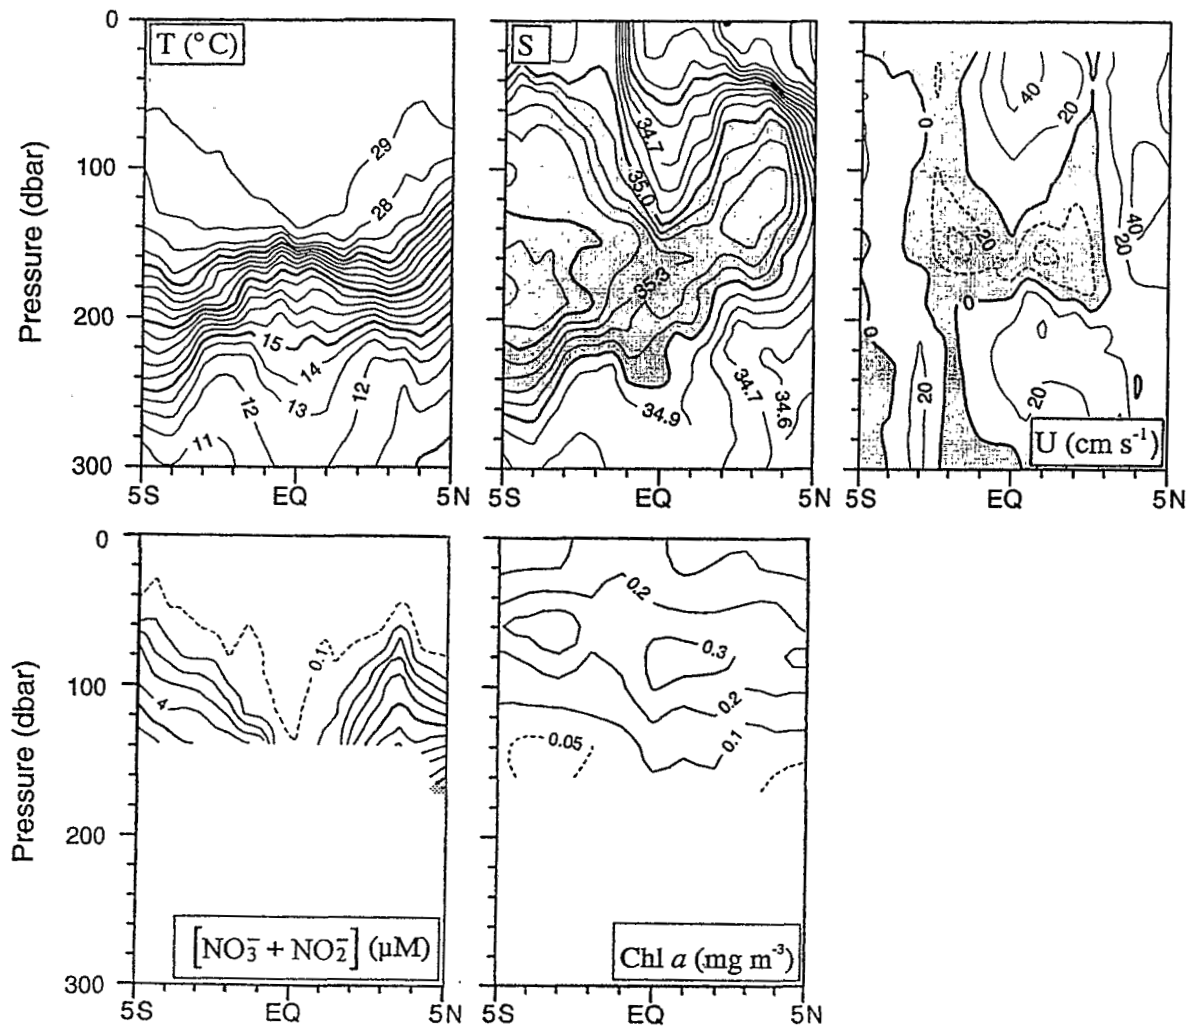 T (°C)
S
Pressure (dbar)
0
100
200
300
29
28
15
14
13
12
12
11
5S
EQ
5N
34.7
35.0
35.3
34.9
34.7
34.6
5S
EQ
5N
40
20
0
20
40
20
0
0
20
20
U (cm s⁻¹)
5S
EQ
5N
Pressure (dbar)
0
100
200
300
0.1
4
[NO₃⁻ + NO₂⁻] (µM)
5S
EQ
5N
0.2
0.3
0.2
0.1
0.05
Chl a (mg m⁻³)
5S
EQ
5N